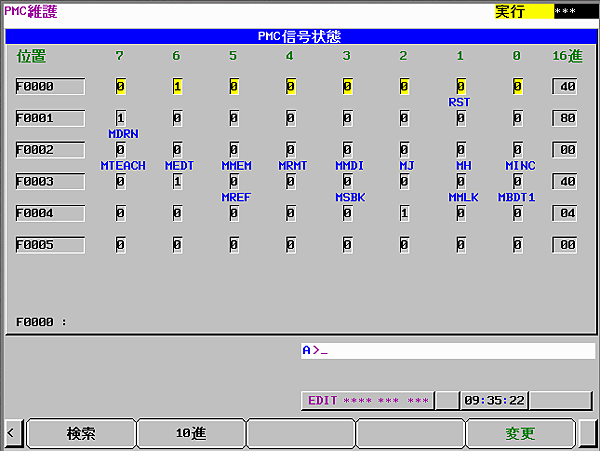 PMC維護 実行 ***
PMC信号状態
位置 7 6 5 4 3 2 1 0 16進
F0000 0 1 0 0 0 0 0 0 40
RST
F0001 1 0 0 0 0 0 0 0 80
MDRN
F0002 0 0 0 0 0 0 0 0 00
MTEACH MEDT MMEM MRMT MMDI MJ MH MINC
F0003 0 1 0 0 0 0 0 0 40
MREF MSBK MMLK MBDT1
F0004 0 0 0 0 0 1 0 0 04
F0005 0 0 0 0 0 0 0 0 00
F0000 :
A>_
EDIT **** *** *** 09:35:22
< 検索 10進 変更